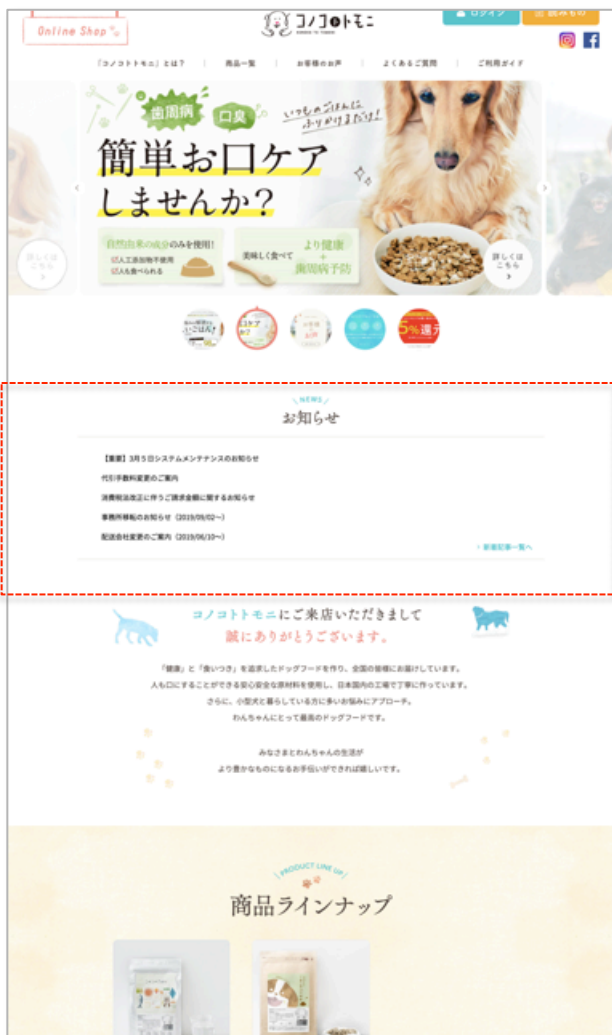 Online Shop
コノコトトモニ
ログイン
読みもの
「コノコトトモニ」とは？
商品一覧
お客様のお声
よくあるご質問
ご利用ガイド
歯周病
口臭
いつものごはんに
ふりかけるだけ!
簡単お口ケア
しませんか？
自然由来の成分のみを使用!
人工添加物不使用
人も食べられる
美味しく食べて
より健康
+
歯周病予防
詳しくは
こちら
詳しくは
こちら
5%還元
NEWS
お知らせ
【重要】3月５日システムメンテナンスのお知らせ
代引手数料変更のご案内
消費税法改正に伴うご請求金額に関するお知らせ
事務所移転のお知らせ（2019/09/02～）
配送会社変更のご案内（2019/06/10～）
> 新着記事一覧へ
コノコトトモニにご来店いただきまして
誠にありがとうございます。
「健康」と「食いつき」を追求したドッグフードを作り、全国の皆様にお届けしています。
人も口にすることができる安心安全な原材料を使用し、日本国内の工場で丁寧に作っています。
さらに、小型犬と暮らしている方に多いお悩みにアプローチ。
わんちゃんにとって最高のドッグフードです。
みなさまとわんちゃんの生活が
より豊かなものになるお手伝いができれば嬉しいです。
PRODUCT LINE UP
商品ラインナップ